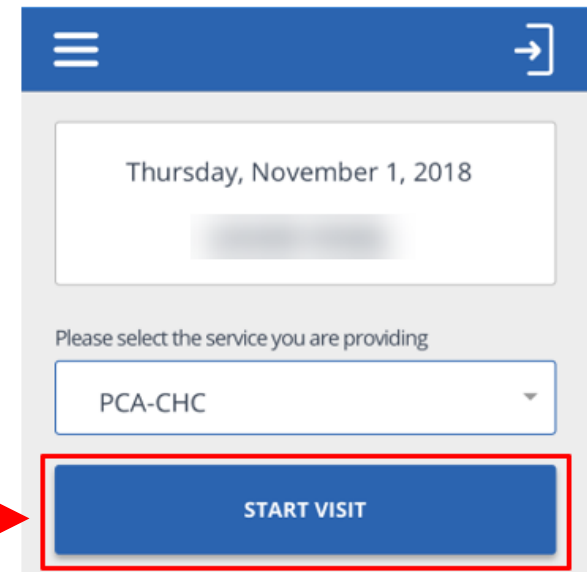 Thursday, November 1, 2018
Please select the service you are providing
PCA-CHC
START VISIT